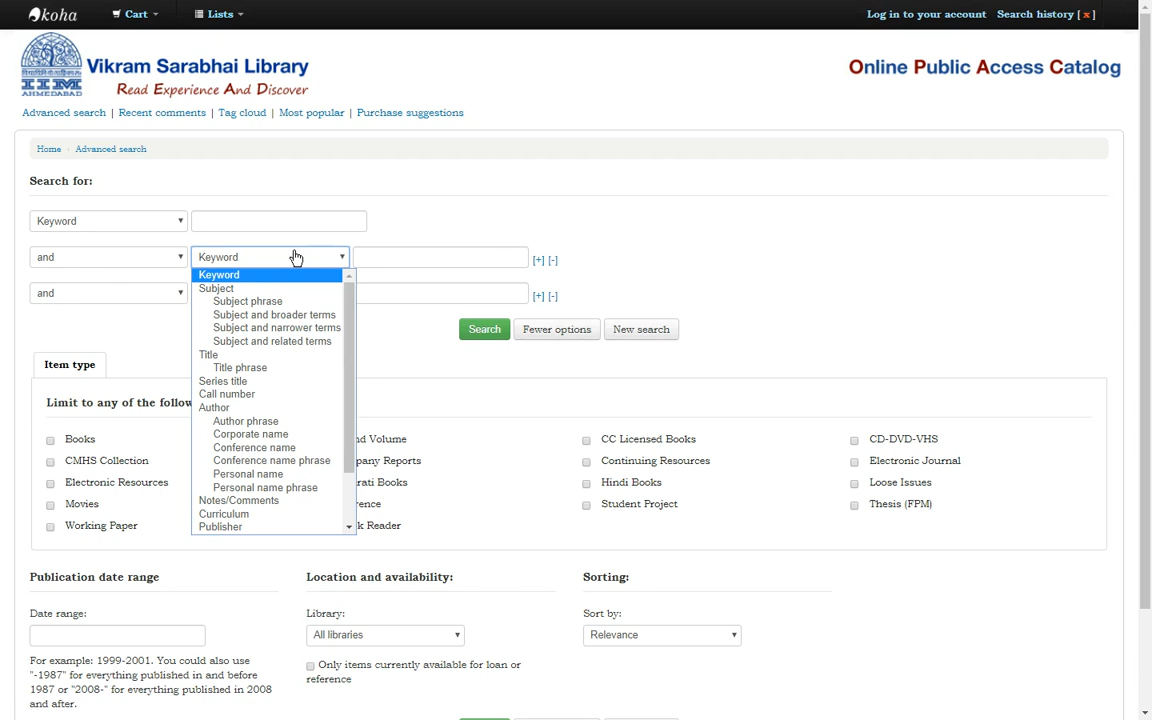 koha Cart Lists Log in to your account Search history [ x ]
Vikram Sarabhai Library
Read Experience And Discover
IIM
AHMEDABAD
Online Public Access Catalog
Advanced search | Recent comments | Tag cloud | Most popular | Purchase suggestions
Home Advanced search
Search for:
Keyword
and Keyword [+] [-]
and [+] [-]
Keyword
Subject
Subject phrase
Subject and broader terms
Subject and narrower terms
Subject and related terms
Title
Title phrase
Series title
Call number
Author
Author phrase
Corporate name
Conference name
Conference name phrase
Personal name
Personal name phrase
Notes/Comments
Curriculum
Publisher
Search Fewer options New search
Item type
Limit to any of the follow
Books nd Volume CC Licensed Books CD-DVD-VHS
CMHS Collection pany Reports Continuing Resources Electronic Journal
Electronic Resources rati Books Hindi Books Loose Issues
Movies rence Student Project Thesis (FPM)
Working Paper k Reader
Publication date range
Date range:
For example: 1999-2001. You could also use
"-1987" for everything published in and before
1987 or "2008-" for everything published in 2008
and after.
Location and availability:
Library:
All libraries
Only items currently available for loan or
reference
Sorting:
Sort by:
Relevance